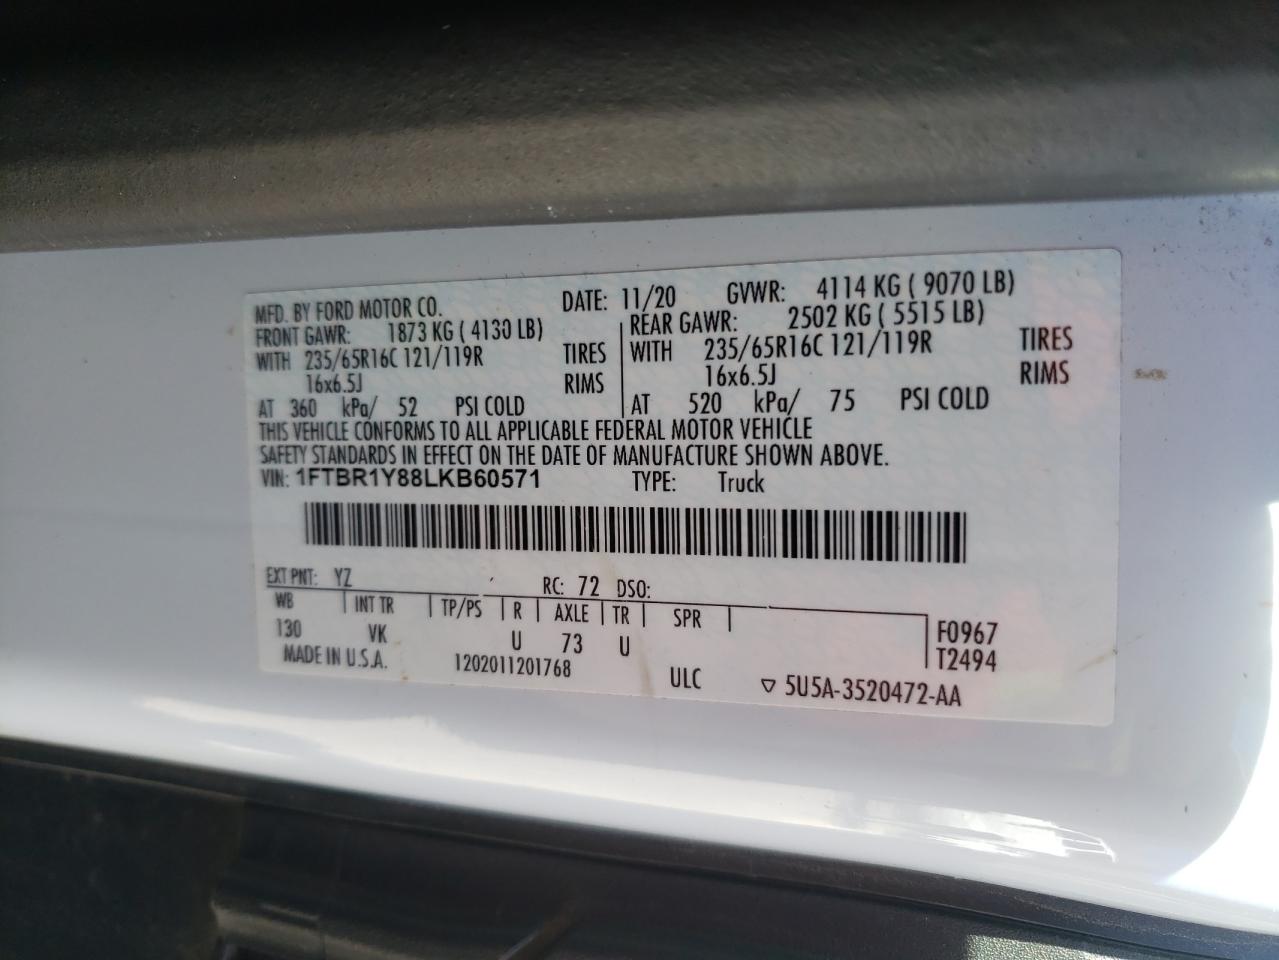 MFD. BY FORD MOTOR CO. DATE: 11/20 GVWR: 4114 KG ( 9070 LB)
FRONT GAWR: 1873 KG ( 4130 LB) REAR GAWR: 2502 KG ( 5515 LB)
WITH 235/65R16C 121/119R TIRES WITH 235/65R16C 121/119R TIRES
16x6.5J RIMS 16x6.5J RIMS
AT 360 kPa/ 52 PSI COLD AT 520 kPa/ 75 PSI COLD
THIS VEHICLE CONFORMS TO ALL APPLICABLE FEDERAL MOTOR VEHICLE
SAFETY STANDARDS IN EFFECT ON THE DATE OF MANUFACTURE SHOWN ABOVE.
VIN: 1FTBR1Y88LKB60571 TYPE: Truck
EXT PNT: YZ RC: 72 DSO:
WB INT TR TP/PS R AXLE TR SPR F0967
130 VK U 73 U T2494
MADE IN U.S.A. 1202011201768 ULC ▽ 5U5A-3520472-AA